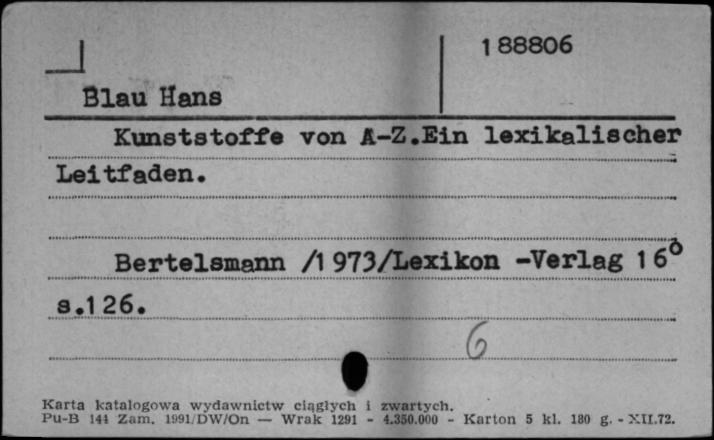 188806
Blau Hans
Kunststoffe von A-Z.Ein lexikalischer
Leitfaden.
Bertelsmann /1973/Lexikon -Verlag 16°
s.126.
6
Karta katalogowa wydawnictw ciągłych i zwartych.
Pu-B 144 Zam. 1991/DW/On — Wrak 1291 - 4.350.000 - Karton 5 kl. 180 g. - XII.72.